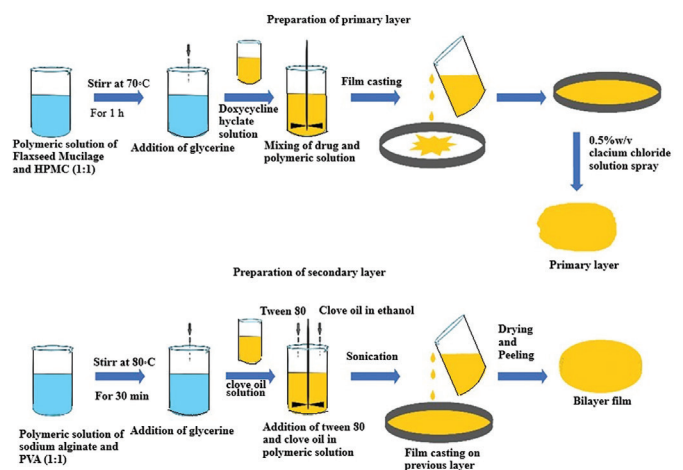 Preparation of primary layer
Stirr at 70◦C
For 1 h
Polymeric solution of
Flaxseed Mucilage
and HPMC (1:1)
Addition of glycerine
Doxycycline
hyclate
solution
Mixing of drug and
polymeric solution
Film casting
0.5%w/v
clacium chloride
solution spray
Primary layer
Preparation of secondary layer
Stirr at 80◦C
For 30 min
Polymeric solution of
sodium alginate and
PVA (1:1)
Addition of glycerine
clove oil
solution
Tween 80
Clove oil in ethanol
Addition of tween 80
and clove oil in
polymeric solution
Sonication
Film casting on
previous layer
Drying
and
Peeling
Bilayer film